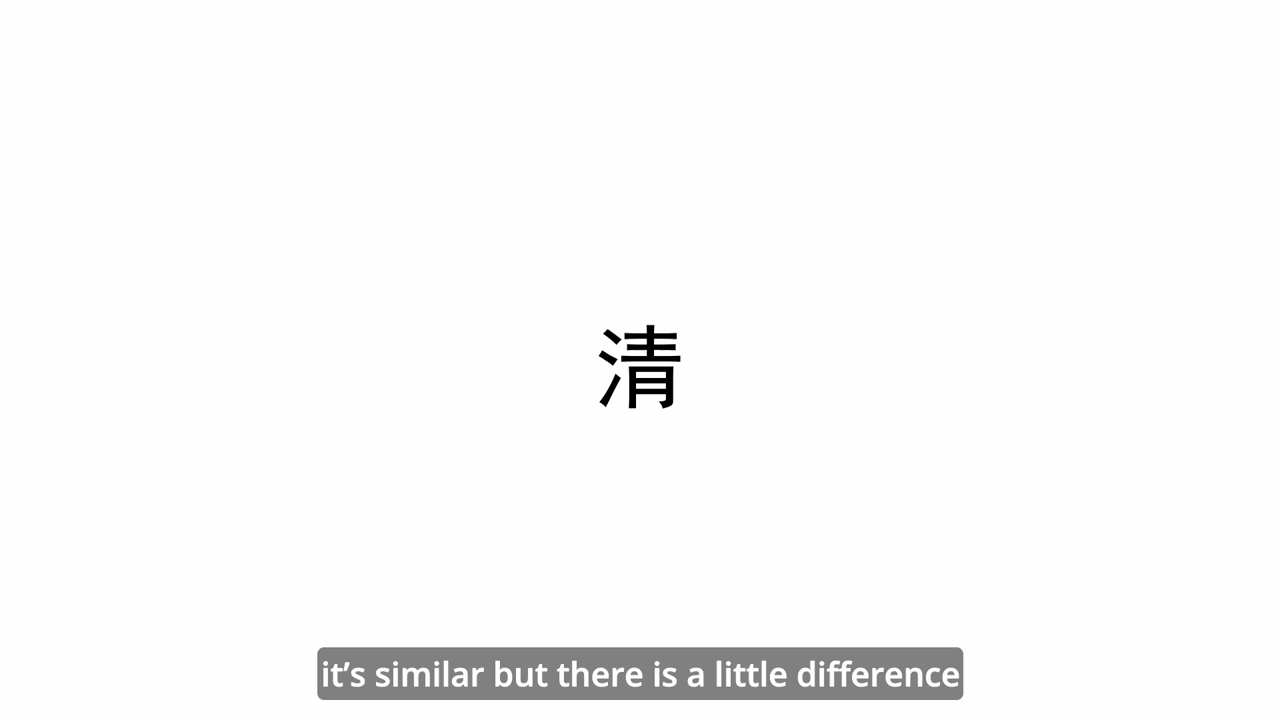 清
it’s similar but there is a little difference